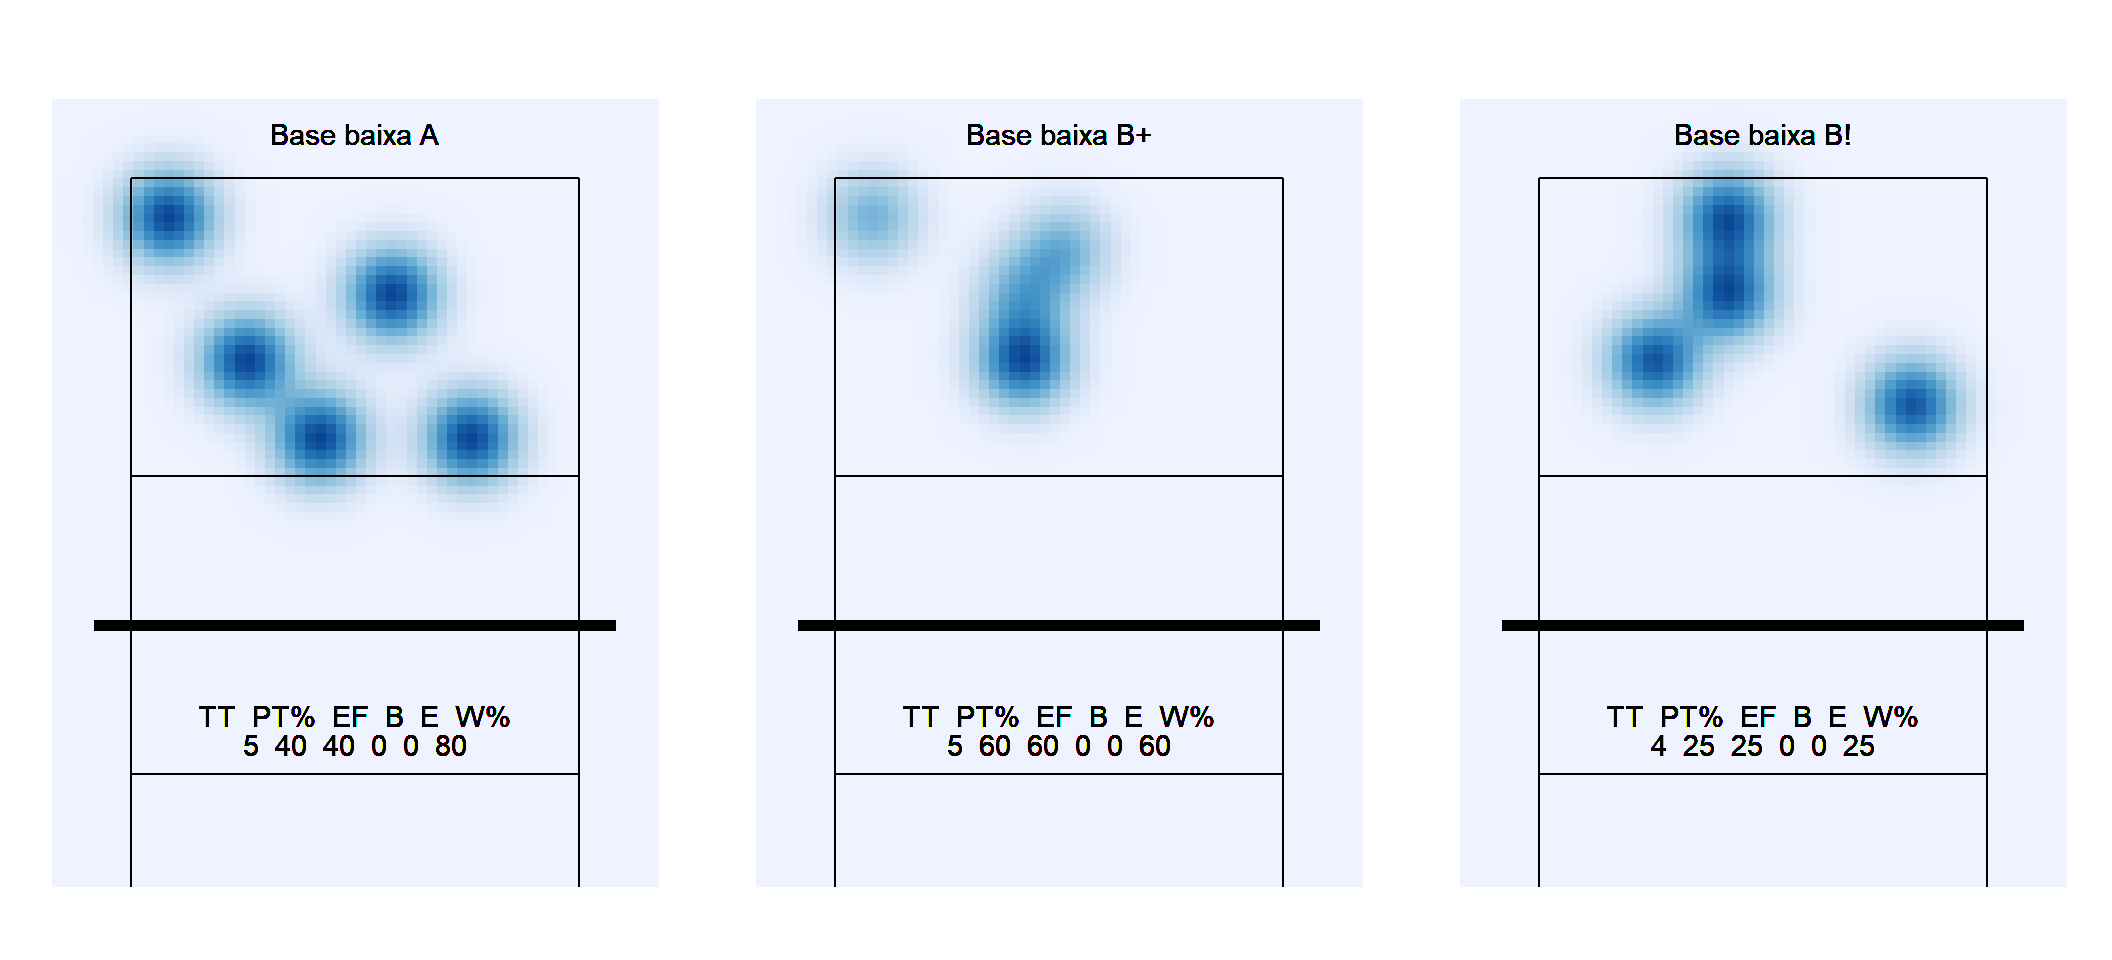 Base baixa A
TT PT% EF B E W%
5 40 40 0 0 80
Base baixa B+
TT PT% EF B E W%
5 60 60 0 0 60
Base baixa B!
TT PT% EF B E W%
4 25 25 0 0 25